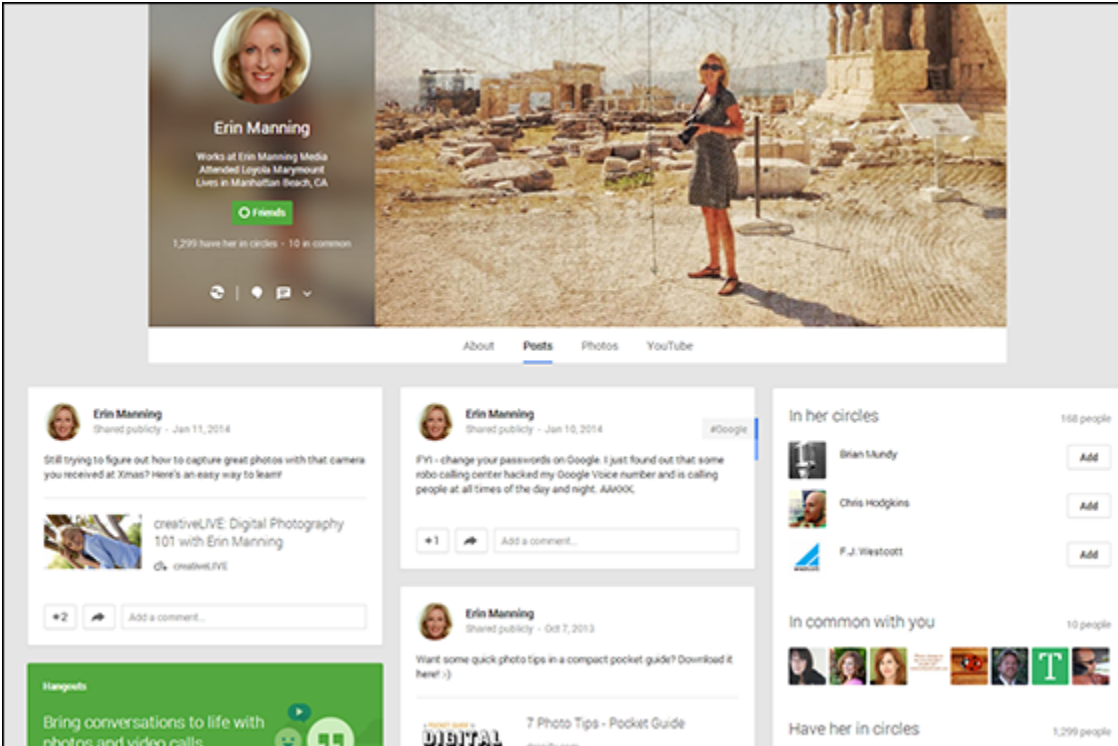 Erin Manning
Works at Erin Manning Media
Attended Loyola Marymount
Lives in Manhattan Beach, CA
Friends
1,299 have her in circles - 10 in common
About
Posts
Photos
YouTube
Erin Manning
Shared publicly - Jan 11, 2014
Still trying to figure out how to capture great photos with that camera
you received at Xmas? Here's an easy way to learn!
creativeLIVE: Digital Photography
101 with Erin Manning
creativeLIVE
+2
Add a comment...
Hangouts
Bring conversations to life with
photos and video calls
Erin Manning
Shared publicly - Jan 10, 2014
#Google
FYI - change your passwords on Google. I just found out that some
robo-calling center hacked my Google Voice number and is calling
people at all times of the day and night. AAKKK.
+1
Add a comment...
Erin Manning
Shared publicly - Oct 7, 2013
Want some quick photo tips in a compact pocket guide? Download it
here! :-)
A POCKET GUIDE to
DIGITAL
7 Photo Tips - Pocket Guide
In her circles
168 people
Brian Mundy
Add
Chris Hodgkins
Add
F.J. Westcott
Add
In common with you
10 people
T
Have her in circles
1,299 people